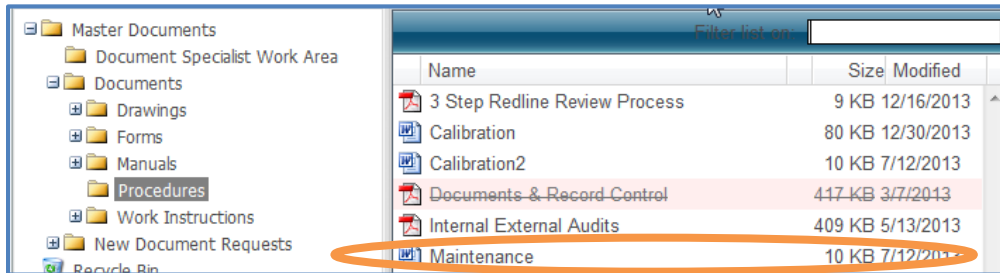 Master Documents
Document Specialist Work Area
Documents
Drawings
Forms
Manuals
Procedures
Work Instructions
New Document Requests
Recycle Bin
Filter list on:
Name Size Modified
3 Step Redline Review Process 9 KB 12/16/2013
Calibration 80 KB 12/30/2013
Calibration2 10 KB 7/12/2013
Documents & Record Control 417 KB 3/7/2013
Internal External Audits 409 KB 5/13/2013
Maintenance 10 KB 7/12/2013